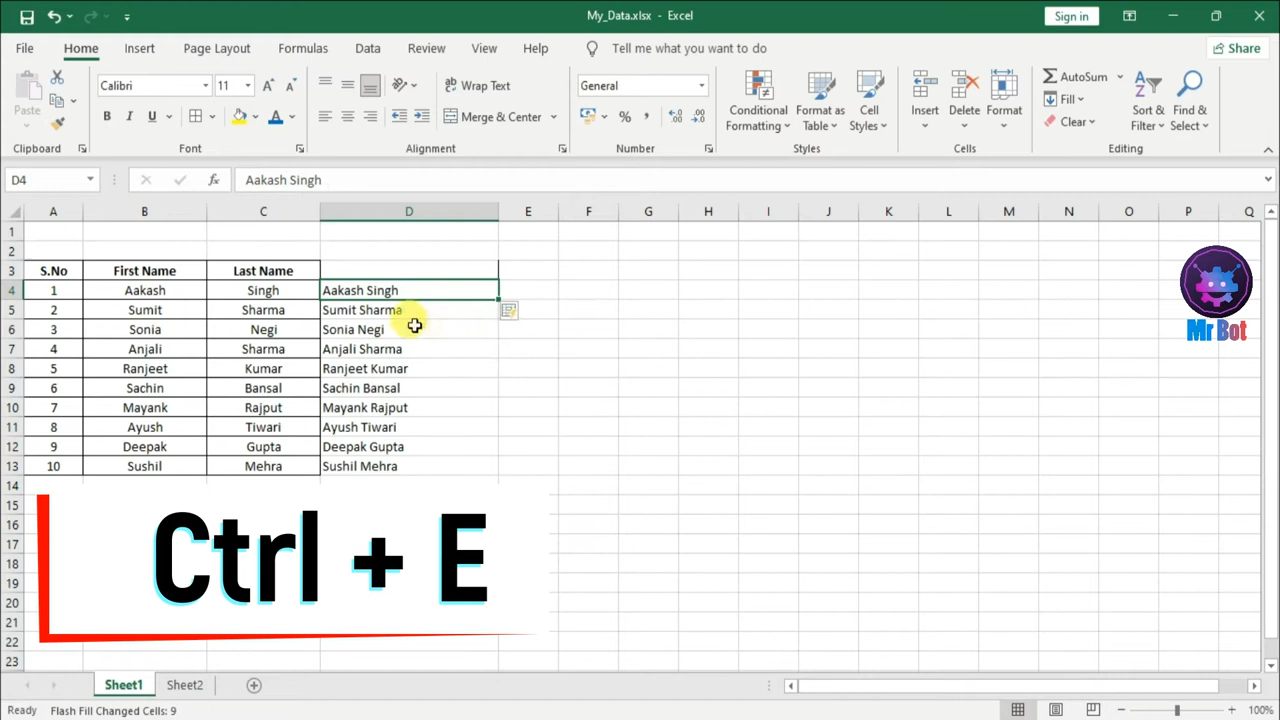 My_Data.xlsx - Excel
Sign in
File Home Insert Page Layout Formulas Data Review View Help Tell me what you want to do Share
Paste
Calibri 11
B I U A
Wrap Text
Merge & Center
General
% ,
Conditional Formatting
Format as Table
Cell Styles
Insert Delete Format
AutoSum
Fill
Clear
Sort & Filter
Find & Select
Clipboard Font Alignment Number Styles Cells Editing
D4 fx Aakash Singh
A B C D E F G H I J K L M N O P Q
1
2
3 S.No First Name Last Name
4 1 Aakash Singh Aakash Singh
5 2 Sumit Sharma Sumit Sharma
6 3 Sonia Negi Sonia Negi
7 4 Anjali Sharma Anjali Sharma
8 5 Ranjeet Kumar Ranjeet Kumar
9 6 Sachin Bansal Sachin Bansal
10 7 Mayank Rajput Mayank Rajput
11 8 Ayush Tiwari Ayush Tiwari
12 9 Deepak Gupta Deepak Gupta
13 10 Sushil Mehra Sushil Mehra
14
15
16
17
18
19
20
21
22
23
Mr Bot
Ctrl + E
Sheet1 Sheet2
Ready Flash Fill Changed Cells: 9 100%